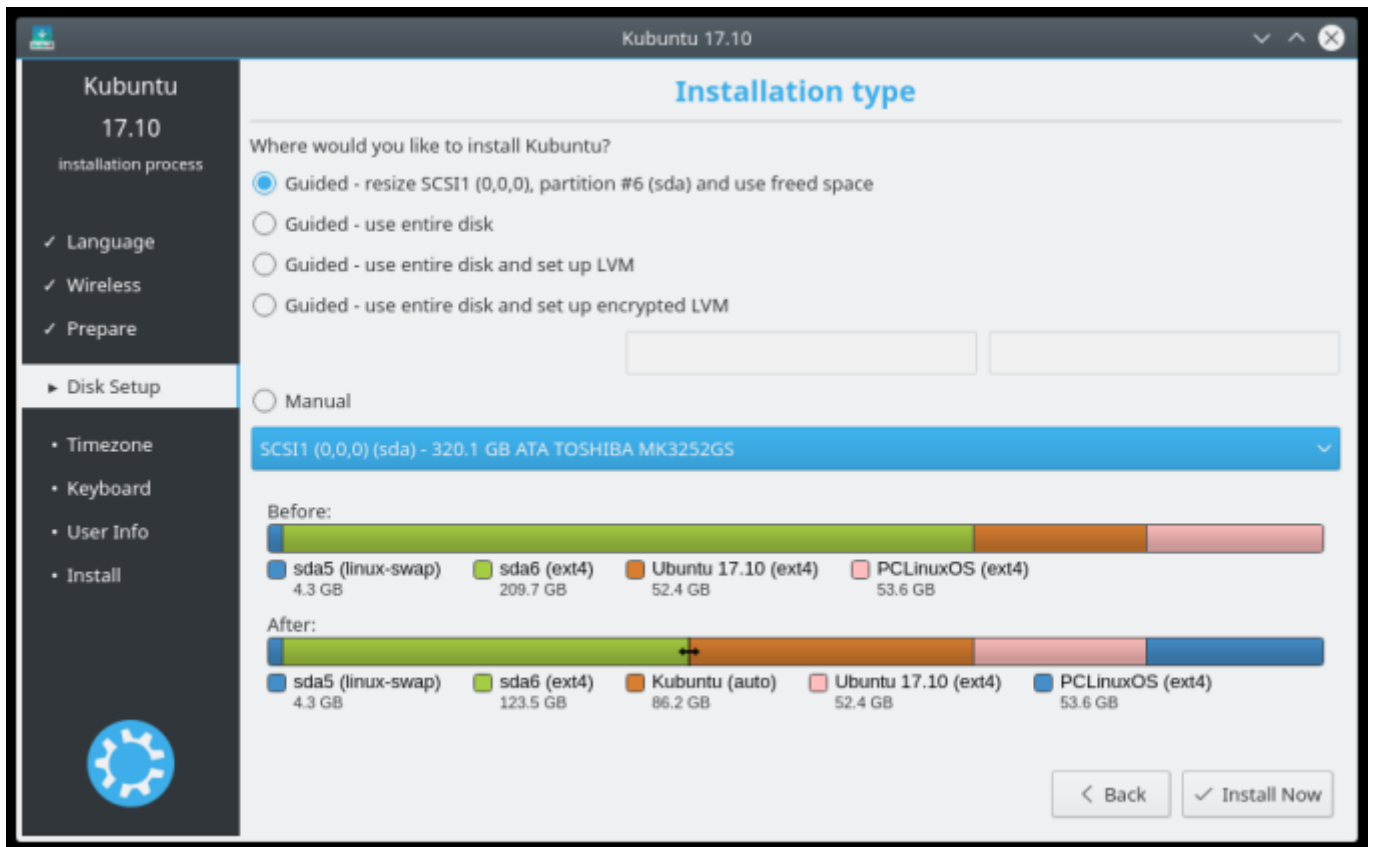 Kubuntu 17.10
Kubuntu
17.10
installation process
✓ Language
✓ Wireless
✓ Prepare
▸ Disk Setup
• Timezone
• Keyboard
• User Info
• Install
Installation type
Where would you like to install Kubuntu?
Guided - resize SCSI1 (0,0,0), partition #6 (sda) and use freed space
Guided - use entire disk
Guided - use entire disk and set up LVM
Guided - use entire disk and set up encrypted LVM
Manual
SCSI1 (0,0,0) (sda) - 320.1 GB ATA TOSHIBA MK3252GS
Before:
sda5 (linux-swap) sda6 (ext4) Ubuntu 17.10 (ext4) PCLinuxOS (ext4)
4.3 GB 209.7 GB 52.4 GB 53.6 GB
After:
sda5 (linux-swap) sda6 (ext4) Kubuntu (auto) Ubuntu 17.10 (ext4) PCLinuxOS (ext4)
4.3 GB 123.5 GB 86.2 GB 52.4 GB 53.6 GB
Back Install Now